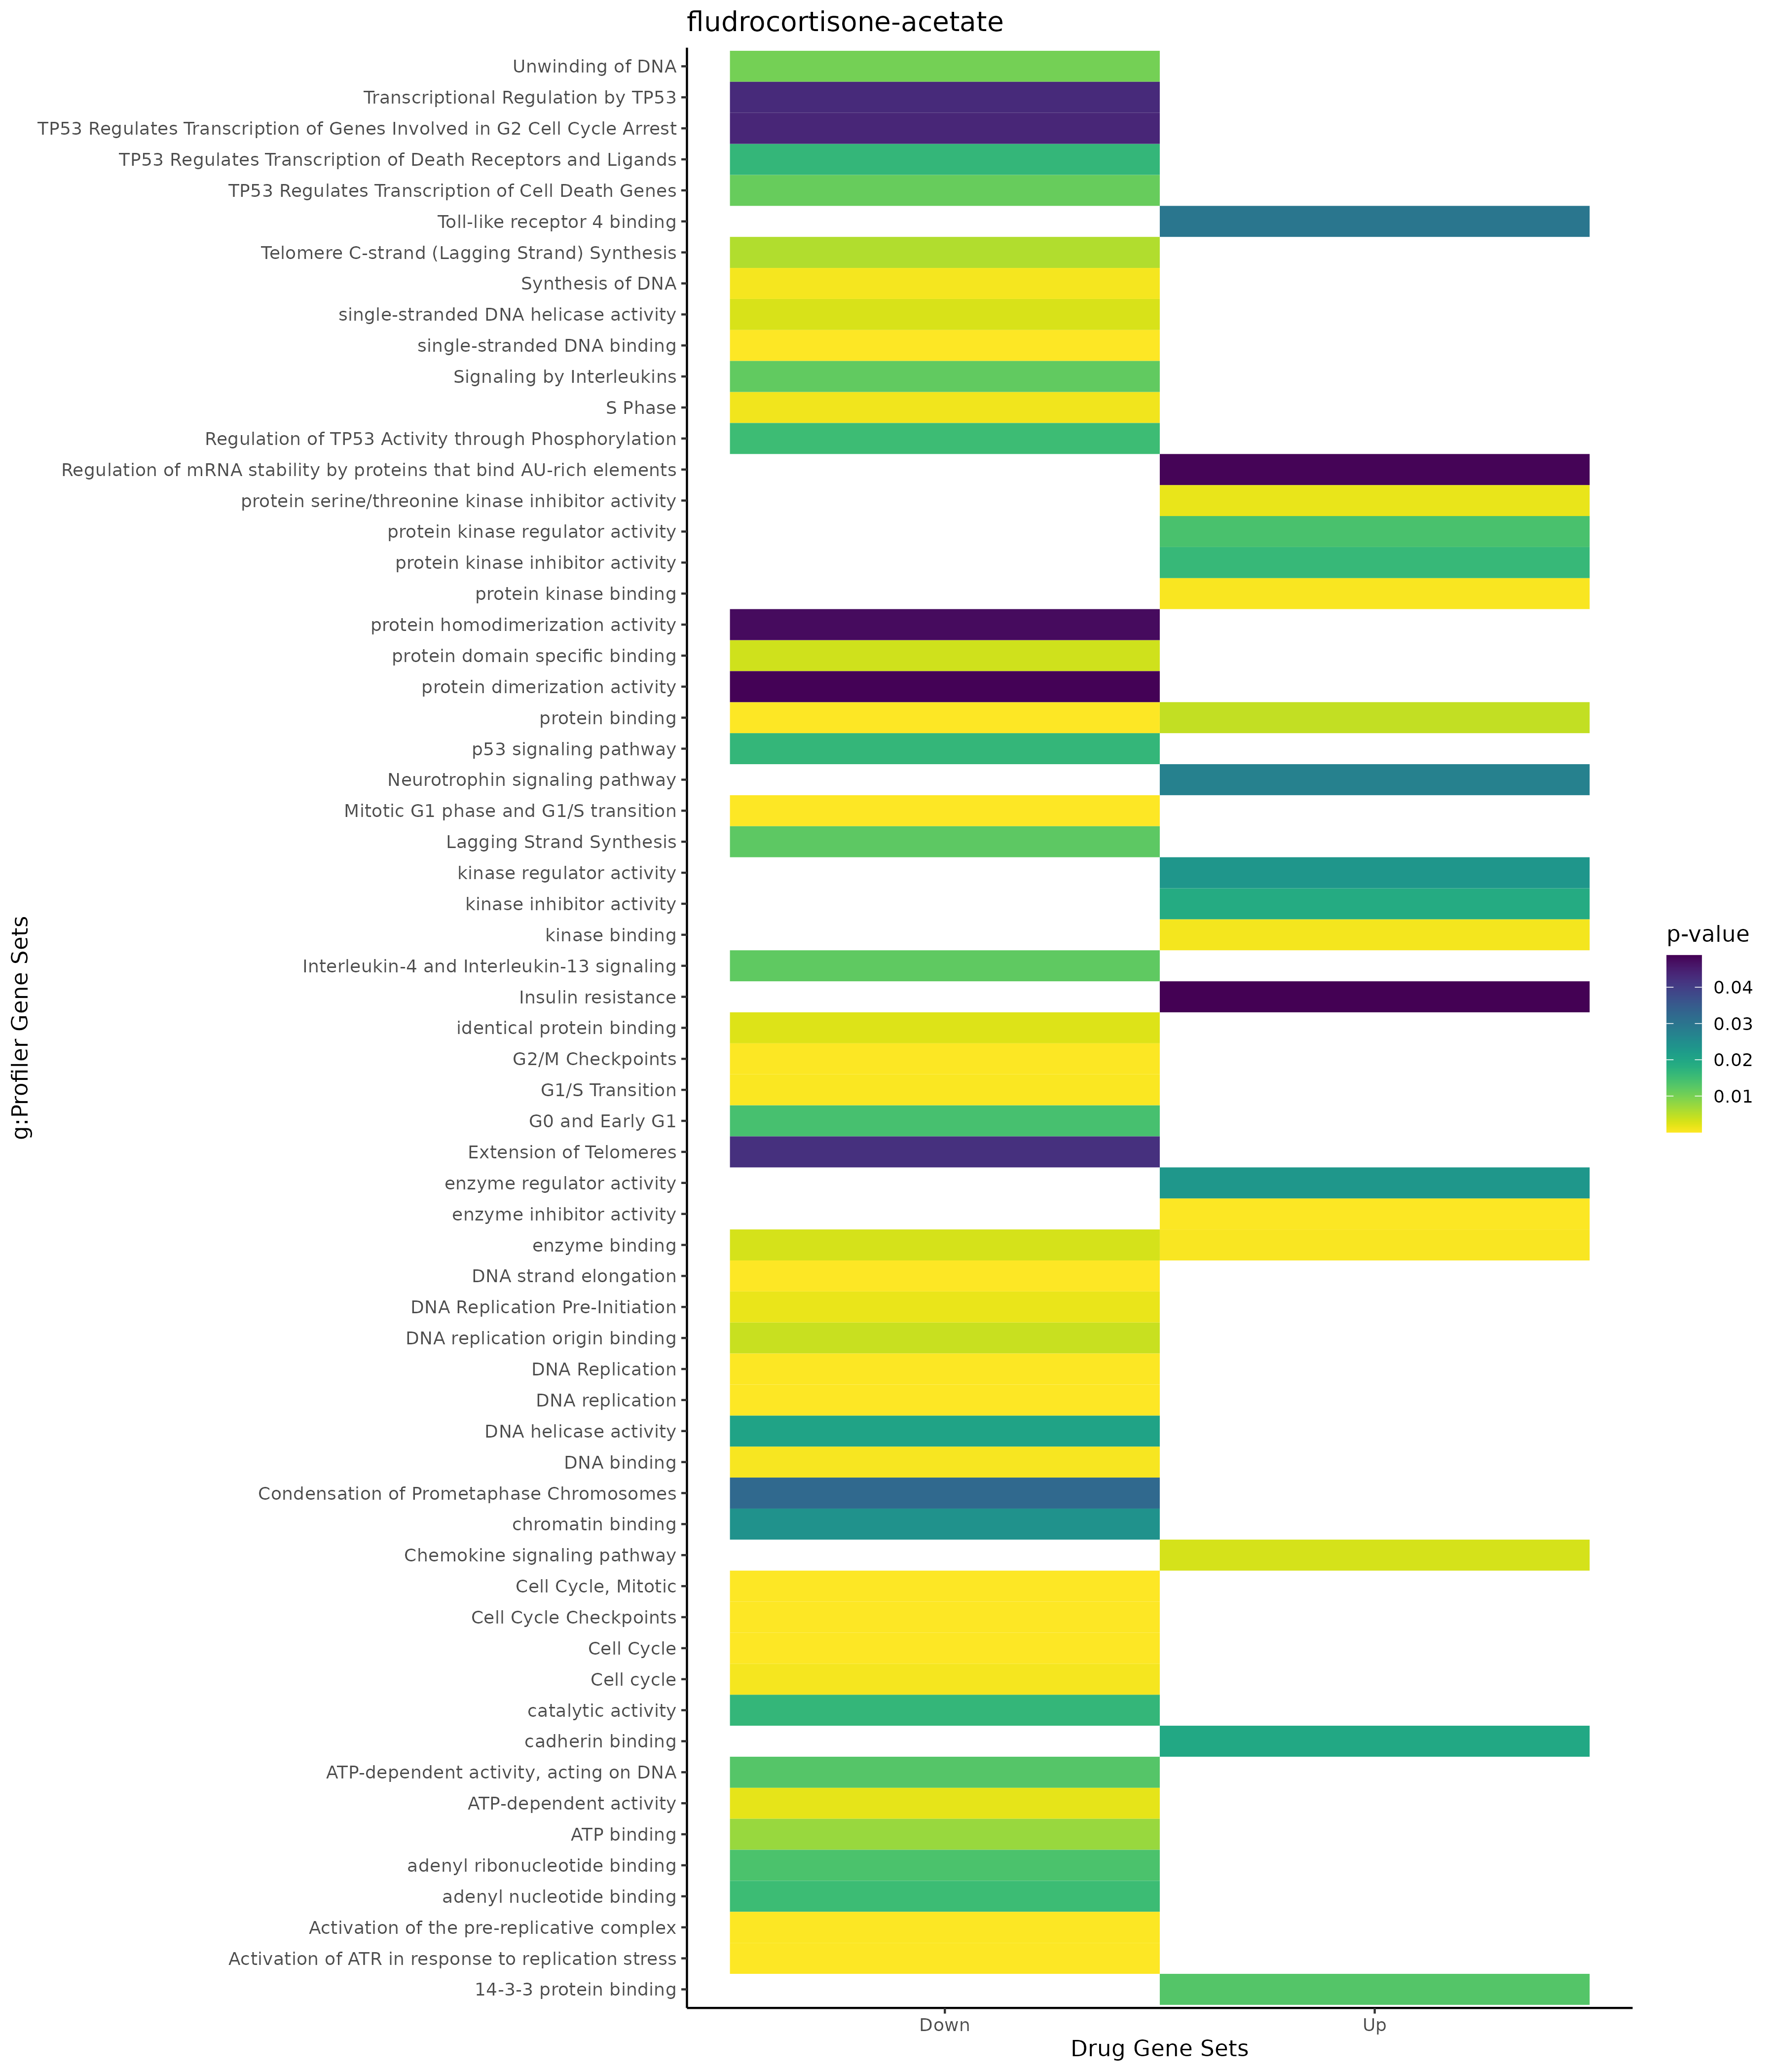 fludrocortisone-acetate
Unwinding of DNA
Transcriptional Regulation by TP53
TP53 Regulates Transcription of Genes Involved in G2 Cell Cycle Arrest
TP53 Regulates Transcription of Death Receptors and Ligands
TP53 Regulates Transcription of Cell Death Genes
Toll-like receptor 4 binding
Telomere C-strand (Lagging Strand) Synthesis
Synthesis of DNA
single-stranded DNA helicase activity
single-stranded DNA binding
Signaling by Interleukins
S Phase
Regulation of TP53 Activity through Phosphorylation
Regulation of mRNA stability by proteins that bind AU-rich elements
protein serine/threonine kinase inhibitor activity
protein kinase regulator activity
protein kinase inhibitor activity
protein kinase binding
protein homodimerization activity
protein domain specific binding
protein dimerization activity
protein binding
p53 signaling pathway
Neurotrophin signaling pathway
Mitotic G1 phase and G1/S transition
Lagging Strand Synthesis
kinase regulator activity
kinase inhibitor activity
kinase binding
Interleukin-4 and Interleukin-13 signaling
Insulin resistance
identical protein binding
G2/M Checkpoints
G1/S Transition
G0 and Early G1
Extension of Telomeres
enzyme regulator activity
enzyme inhibitor activity
enzyme binding
DNA strand elongation
DNA Replication Pre-Initiation
DNA replication origin binding
DNA Replication
DNA replication
DNA helicase activity
DNA binding
Condensation of Prometaphase Chromosomes
chromatin binding
Chemokine signaling pathway
Cell Cycle, Mitotic
Cell Cycle Checkpoints
Cell Cycle
Cell cycle
catalytic activity
cadherin binding
ATP-dependent activity, acting on DNA
ATP-dependent activity
ATP binding
adenyl ribonucleotide binding
adenyl nucleotide binding
Activation of the pre-replicative complex
Activation of ATR in response to replication stress
14-3-3 protein binding
g:Profiler Gene Sets
Down
Up
Drug Gene Sets
p-value
0.04
0.03
0.02
0.01